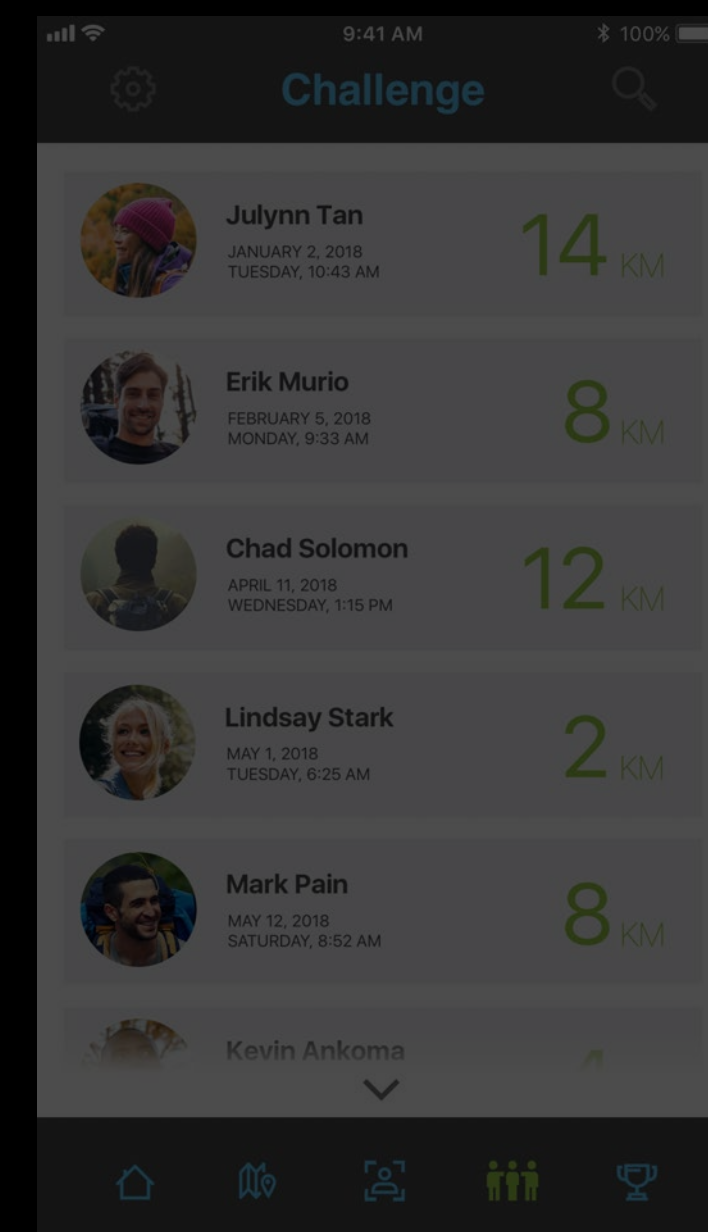 9:41 AM
100%
Challenge
Julynn Tan
JANUARY 2, 2018
TUESDAY, 10:43 AM
14 KM
Erik Murio
FEBRUARY 5, 2018
MONDAY, 9:33 AM
8 KM
Chad Solomon
APRIL 11, 2018
WEDNESDAY, 1:15 PM
12 KM
Lindsay Stark
MAY 1, 2018
TUESDAY, 6:25 AM
2 KM
Mark Pain
MAY 12, 2018
SATURDAY, 8:52 AM
8 KM
Kevin Ankoma
4